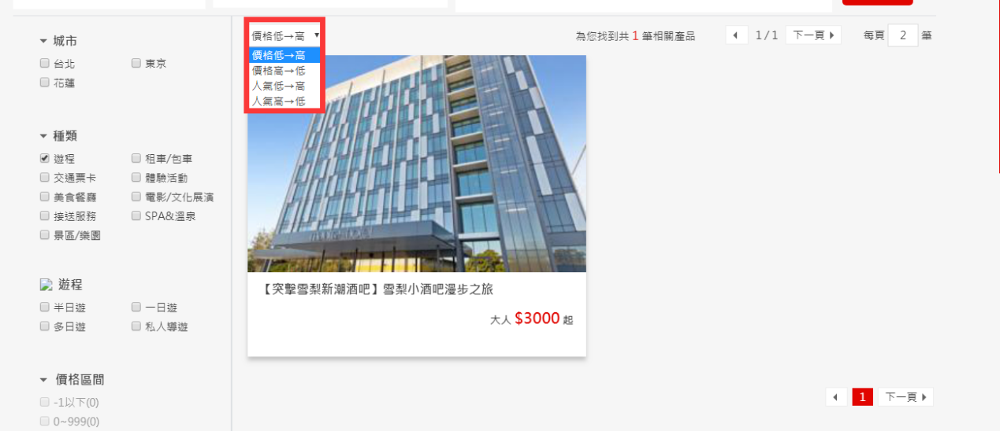 城市
台北
東京
花蓮
種類
遊程
租車/包車
交通票卡
體驗活動
美食餐廳
電影/文化展演
接送服務
SPA&溫泉
景區/樂園
遊程
半日遊
一日遊
多日遊
私人導遊
價格區間
-1以下(0)
0~999(0)
價格低→高
價格低→高
價格高→低
人氣低→高
人氣高→低
為您找到共 1 筆相關產品
1/1 下一頁
每頁 2 筆
【突擊雪梨新潮酒吧】雪梨小酒吧漫步之旅
大人 $3000 起
1 下一頁